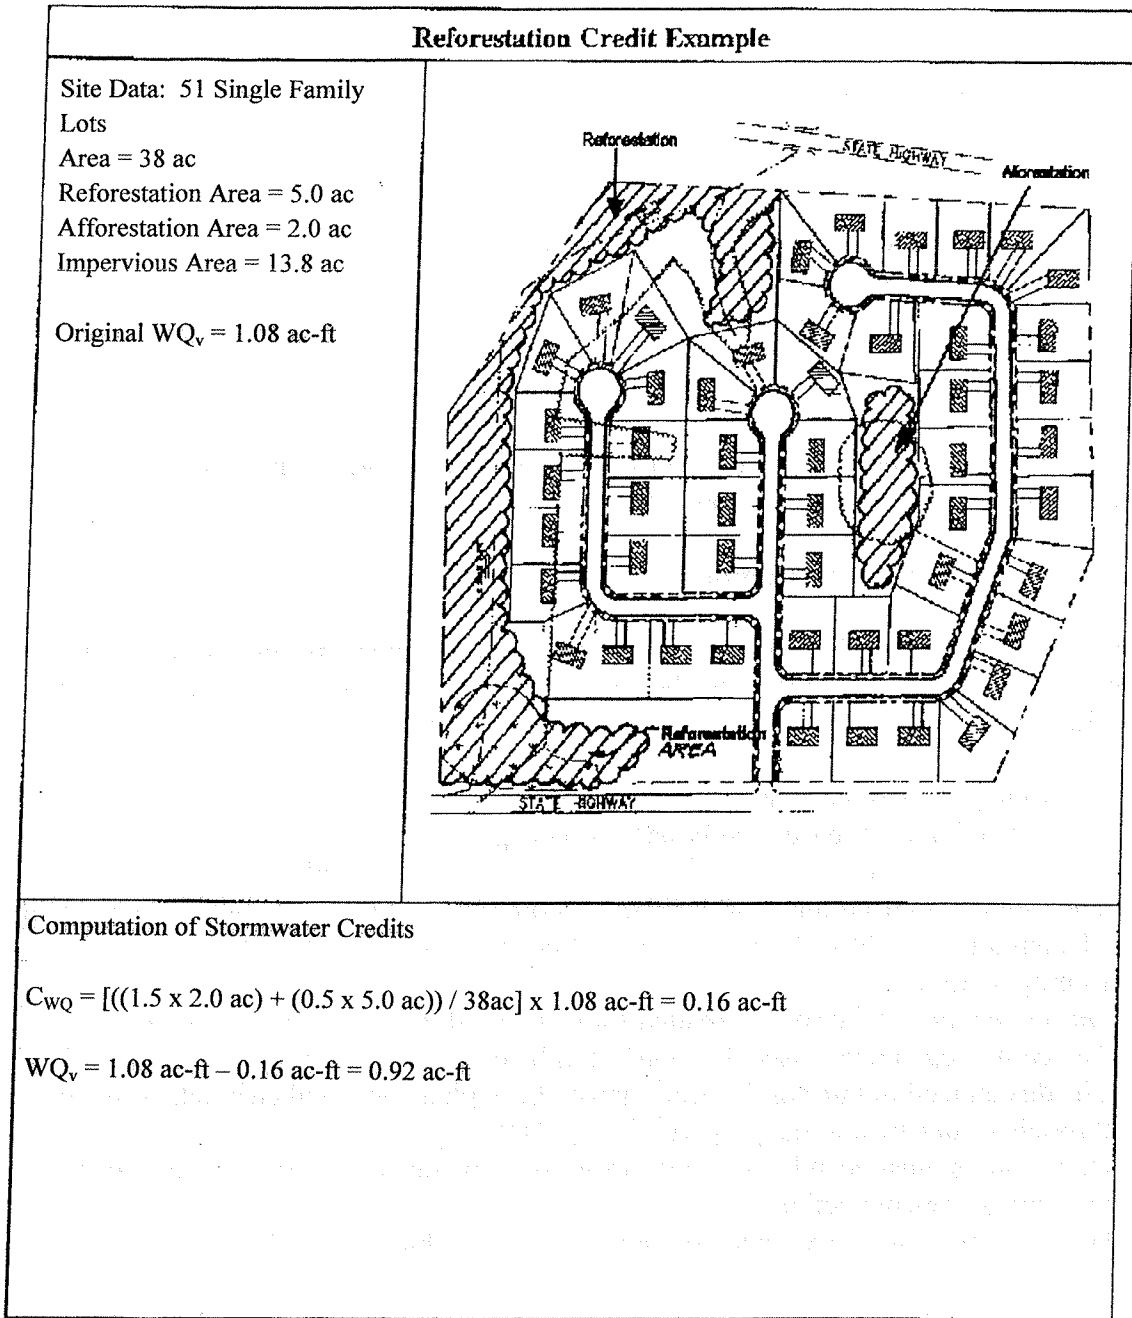 Reforestation Credit Example
Site Data: 51 Single Family
Lots
Area = 38 ac
Reforestation Area = 5.0 ac
Afforestation Area = 2.0 ac
Impervious Area = 13.8 ac
Original WQv = 1.08 ac-ft
Reforestation
STATE HIGHWAY
Afforestation
Reforestation
AREA
STATE HIGHWAY
Computation of Stormwater Credits
CWQ = [((1.5 x 2.0 ac) + (0.5 x 5.0 ac)) / 38ac] x 1.08 ac-ft = 0.16 ac-ft
WQv = 1.08 ac-ft – 0.16 ac-ft = 0.92 ac-ft